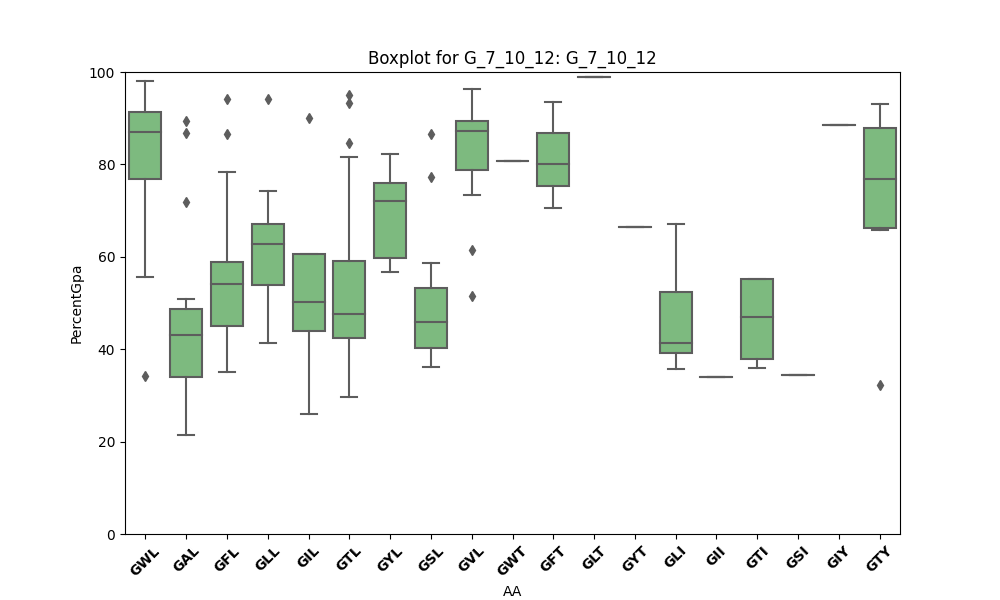 Boxplot for G_7_10_12: G_7_10_12
100
80
60
40
20
0
PercentGpa
GWL GAL GFL GLL GIL GTL GYL GSL GVL GWT GFT GLT GYT GLI GII GTI GSI GIY GTY
AA